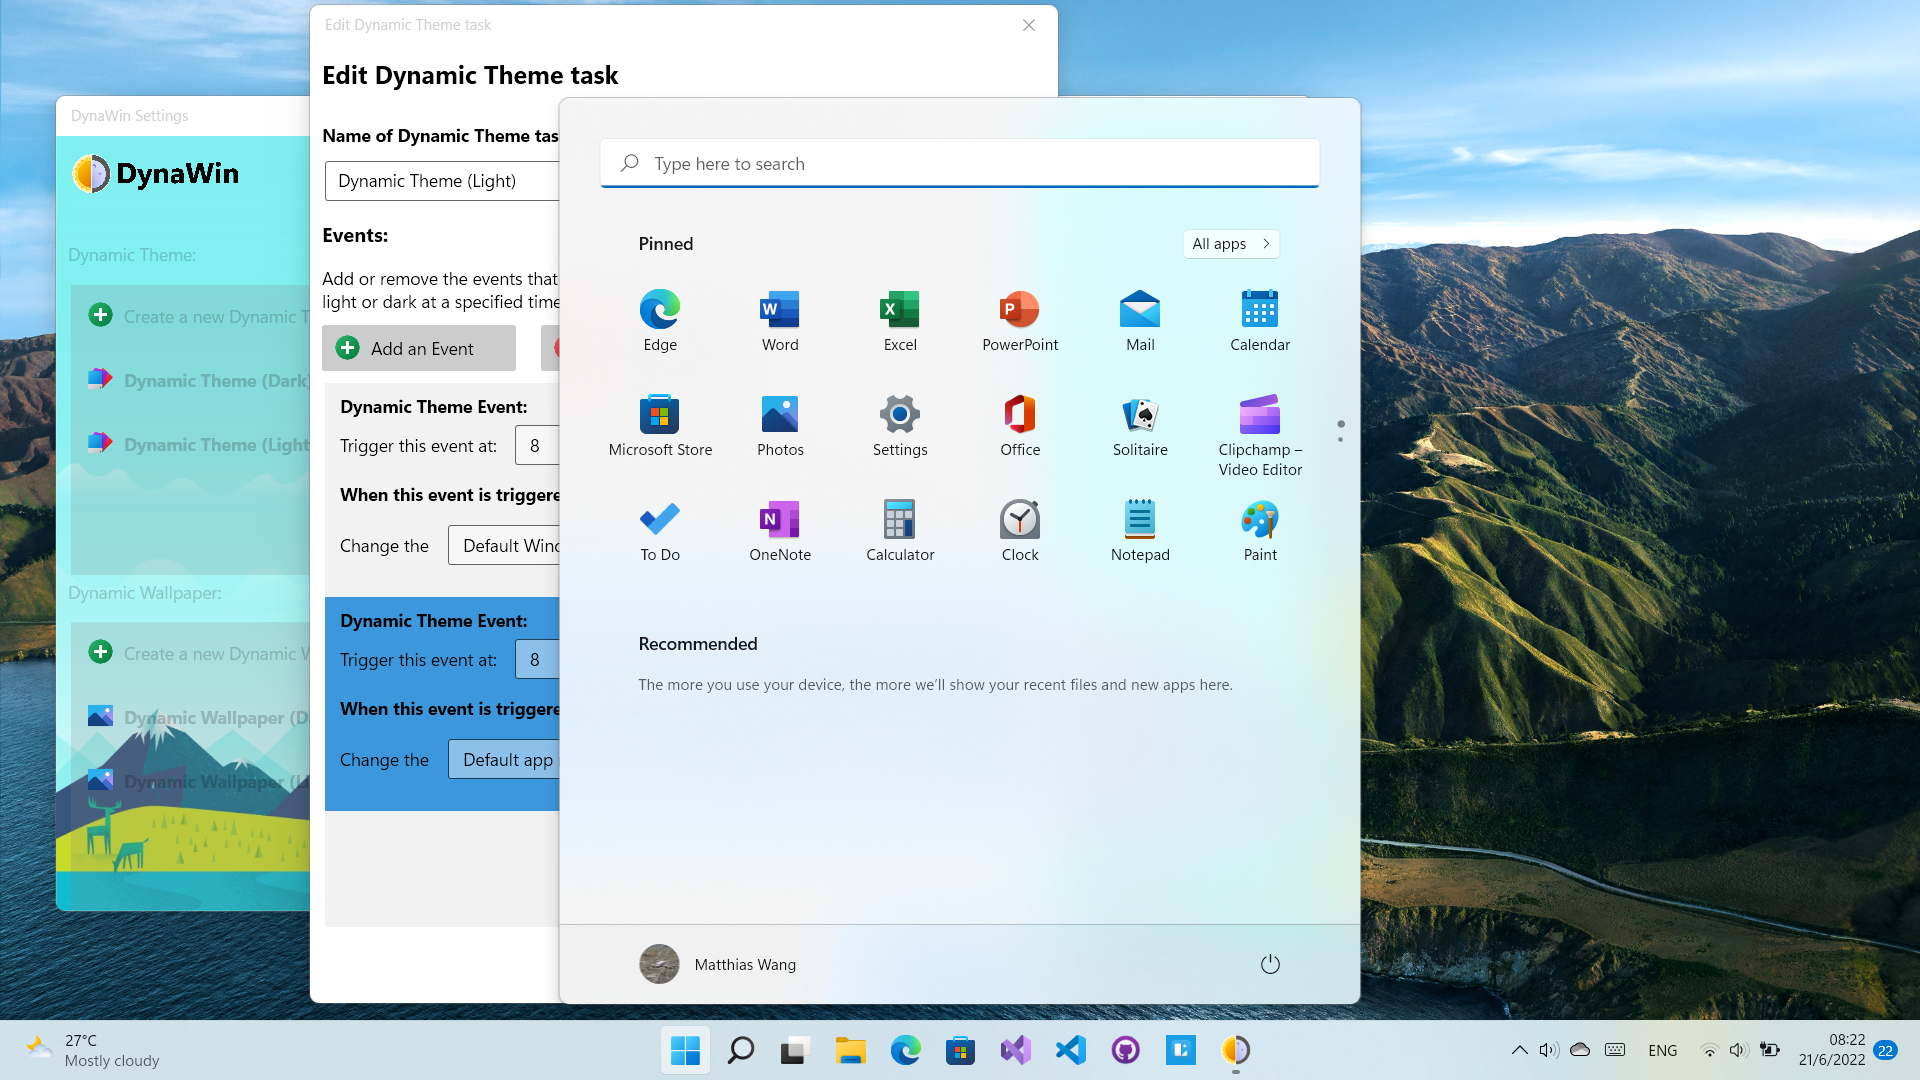 Edit Dynamic Theme task
Edit Dynamic Theme task
Name of Dynamic Theme tas
Dynamic Theme (Light)
Events:
Add or remove the events that
light or dark at a specified time
Add an Event
Dynamic Theme Event:
Trigger this event at: 8
When this event is triggere
Change the Default Wind
Dynamic Theme Event:
Trigger this event at: 8
When this event is triggere
Change the Default app
DynaWin Settings
DynaWin
Dynamic Theme:
Create a new Dynamic T
Dynamic Theme (Dark)
Dynamic Theme (Light
Dynamic Wallpaper:
Create a new Dynamic W
Dynamic Wallpaper (D
Dynamic Wallpaper (Li
Type here to search
Pinned
All apps
Edge
Word
Excel
PowerPoint
Mail
Calendar
Microsoft Store
Photos
Settings
Office
Solitaire
Clipchamp –
Video Editor
To Do
OneNote
Calculator
Clock
Notepad
Paint
Recommended
The more you use your device, the more we’ll show your recent files and new apps here.
Matthias Wang
27°C
Mostly cloudy
ENG
08:22
21/6/2022
22